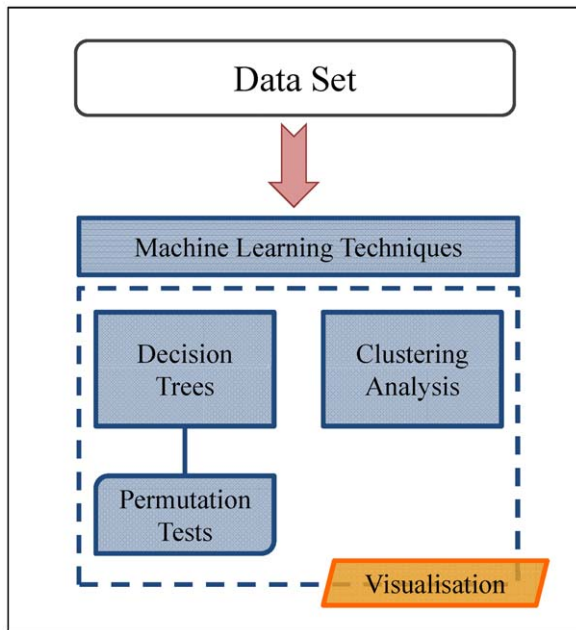 Data Set
Machine Learning Techniques
Decision
Trees
Clustering
Analysis
Permutation
Tests
Visualisation